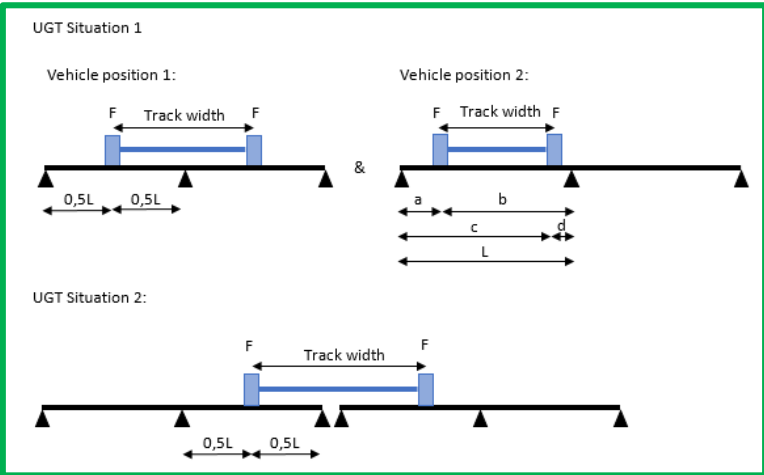 UGT Situation 1
Vehicle position 1:
Vehicle position 2:
F Track width F
F Track width F
&
0,5L 0,5L
a b
c d
L
UGT Situation 2:
F F
Track width
0,5L 0,5L